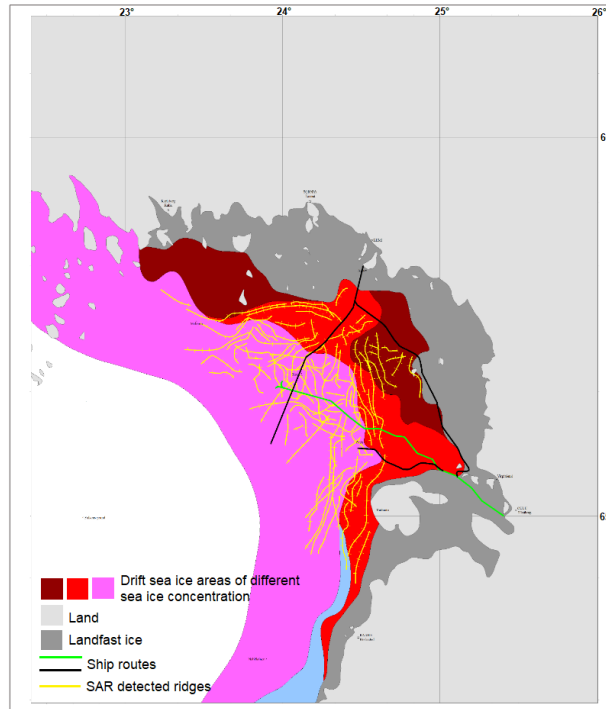 23° 24° 25° 26°
6
6
Drift sea ice areas of different
sea ice concentration
Land
Landfast ice
Ship routes
SAR detected ridges